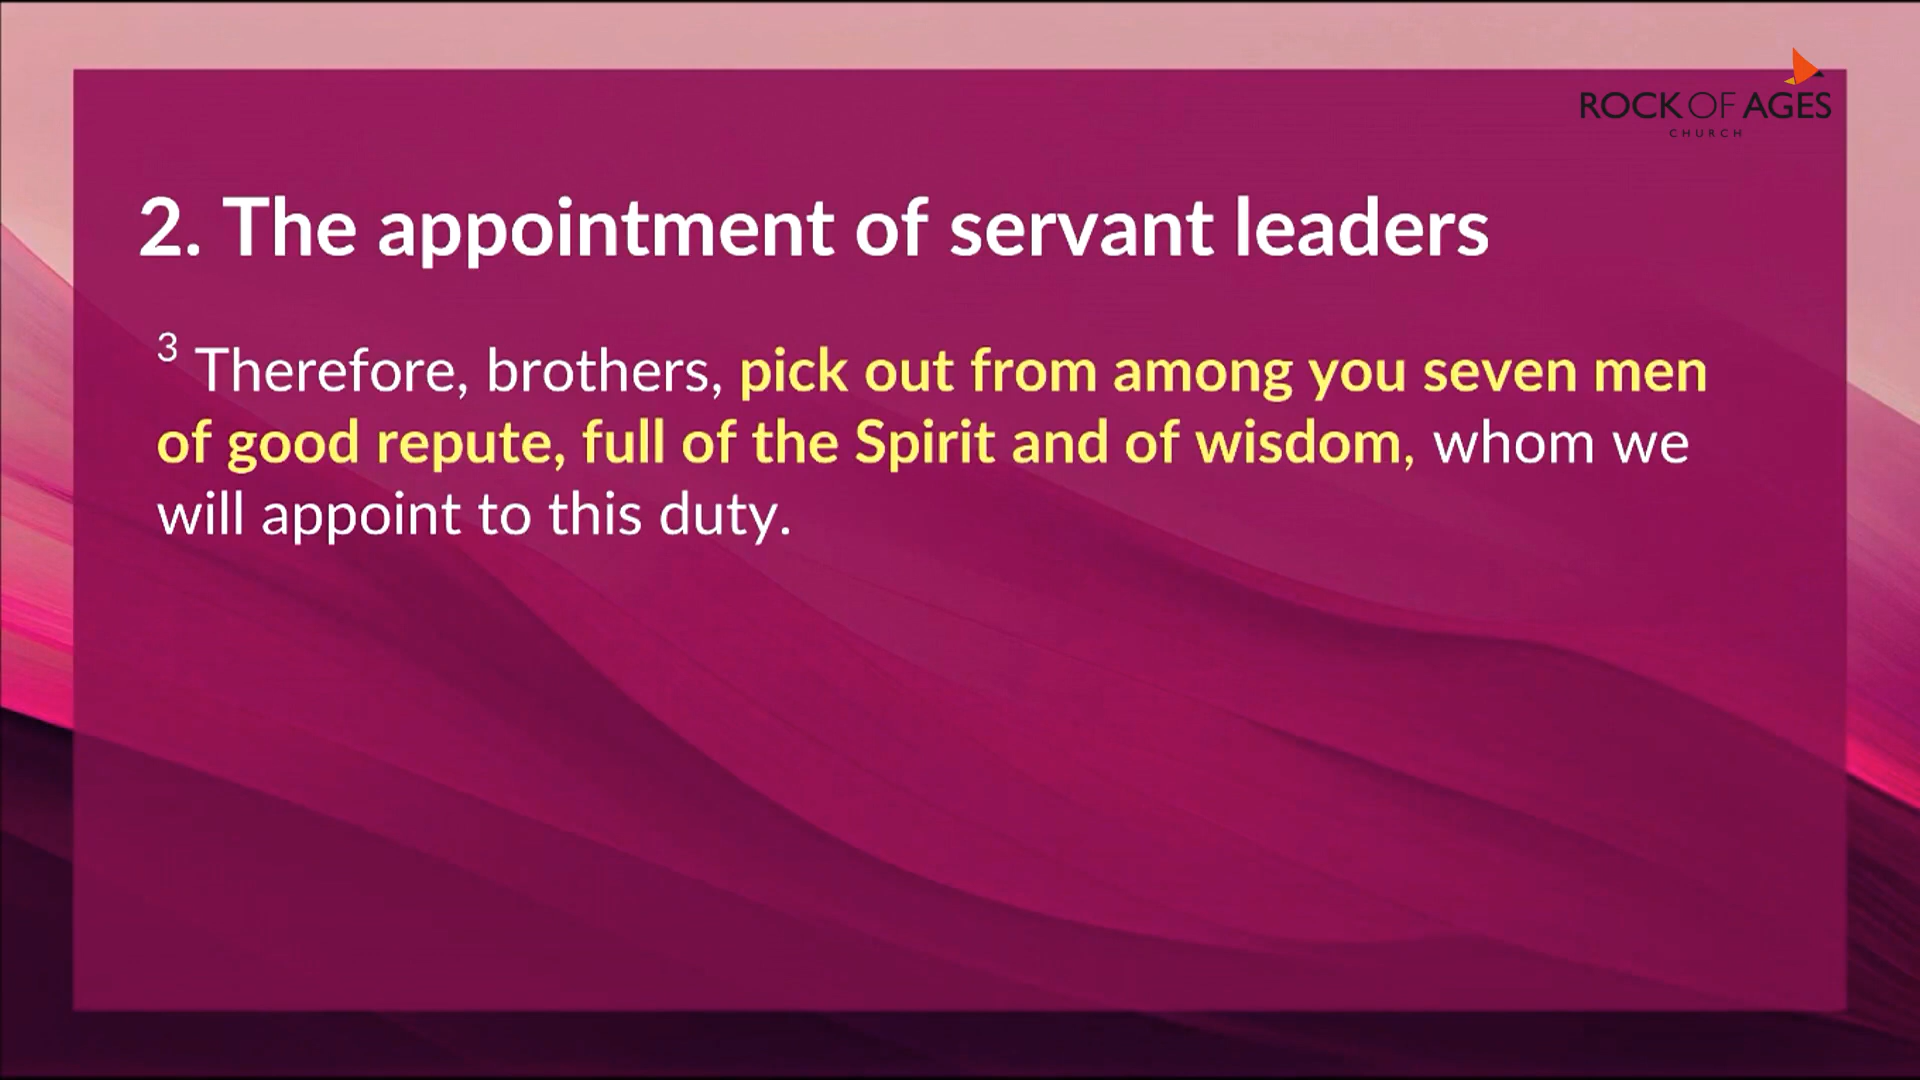 ROCK OF AGES
CHURCH
2. The appointment of servant leaders
3 Therefore, brothers, pick out from among you seven men
of good repute, full of the Spirit and of wisdom, whom we
will appoint to this duty.